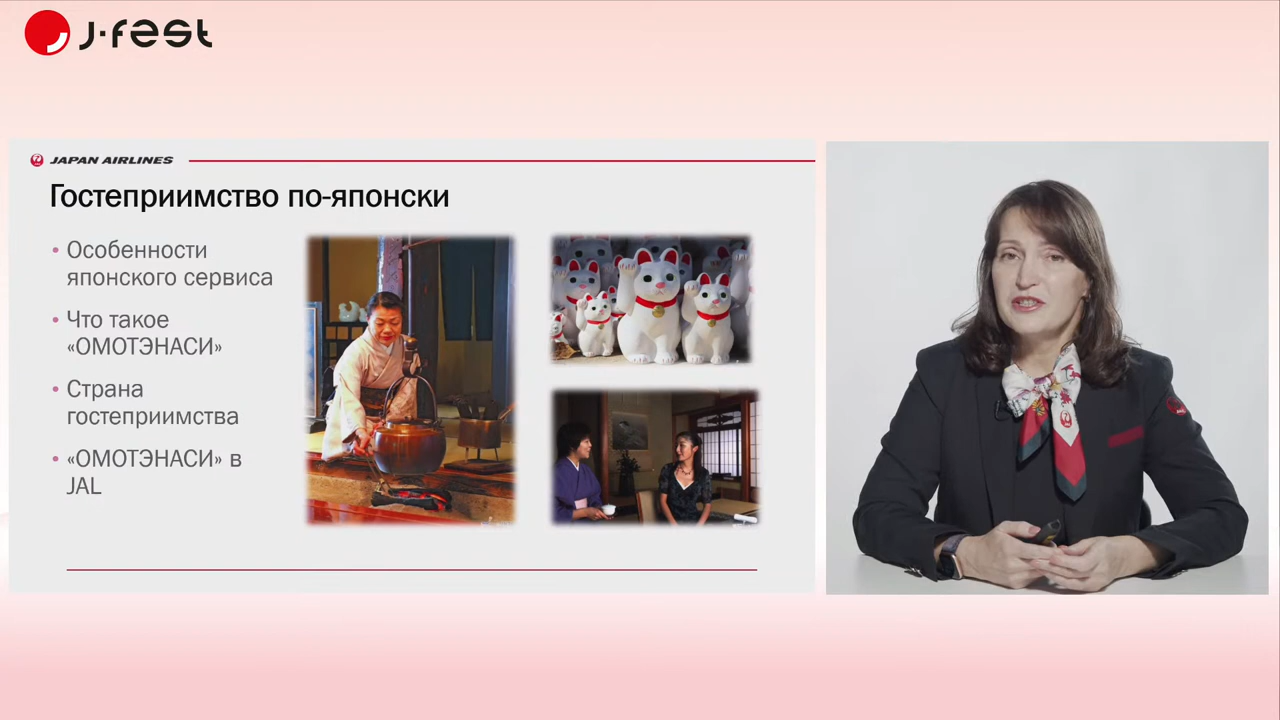 J·FEST
JAPAN AIRLINES
Гостеприимство по-японски
• Особенности
японского сервиса
• Что такое
«ОМОТЭНАСИ»
• Страна
гостеприимства
• «ОМОТЭНАСИ» в
JAL